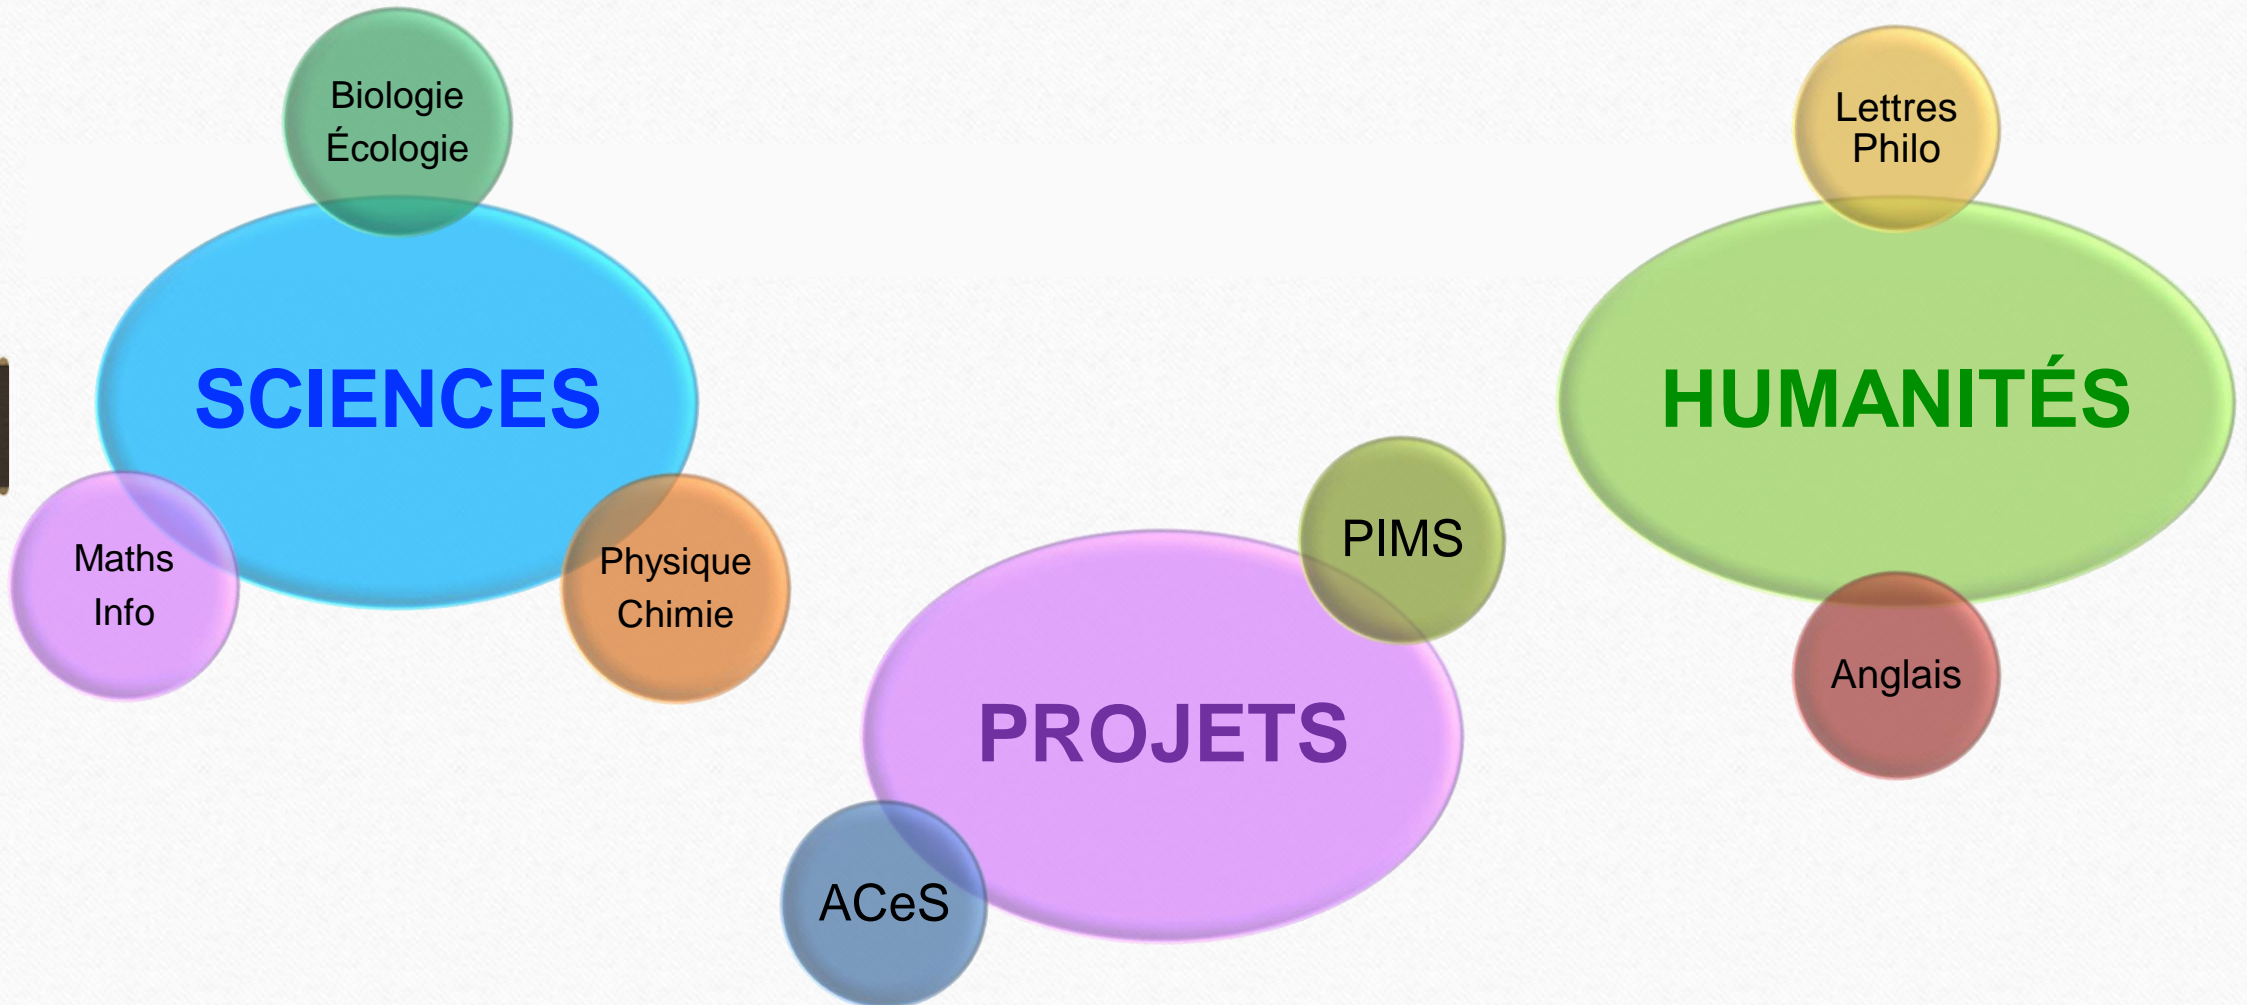 Biologie
Écologie
SCIENCES
Maths
Info
Physique
Chimie
PROJETS
PIMS
ACeS
Lettres
Philo
HUMANITÉS
Anglais